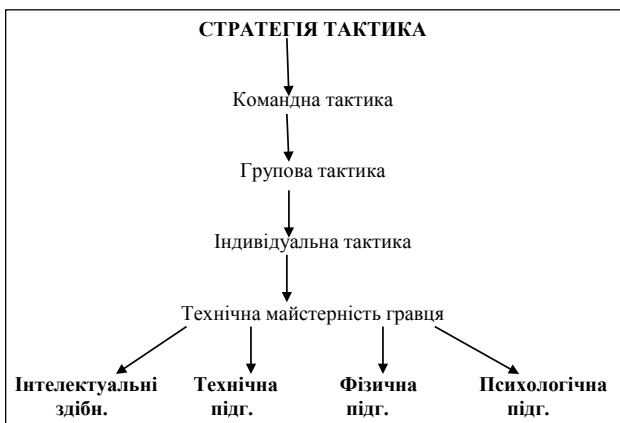 СТРАТЕГІЯ ТАКТИКА
Командна тактика
Групова тактика
Індивідуальна тактика
Технічна майстерність гравця
Інтелектуальні здібн.
Технічна підг.
Фізична підг.
Психологічна підг.